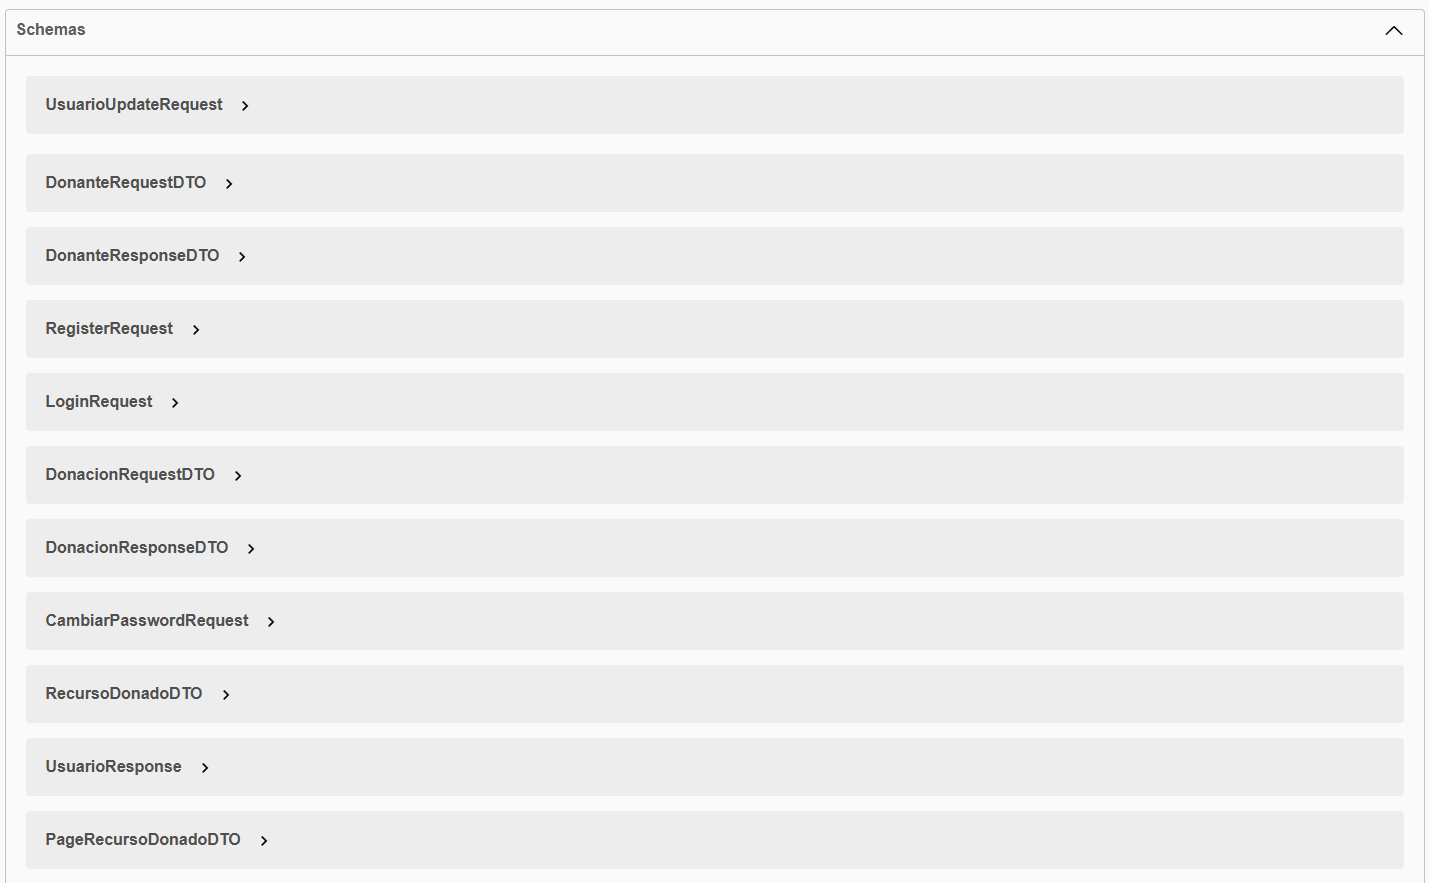 Schemas
UsuarioUpdateRequest
DonanteRequestDTO
DonanteResponseDTO
RegisterRequest
LoginRequest
DonacionRequestDTO
DonacionResponseDTO
CambiarPasswordRequest
RecursoDonadoDTO
UsuarioResponse
PageRecursoDonadoDTO